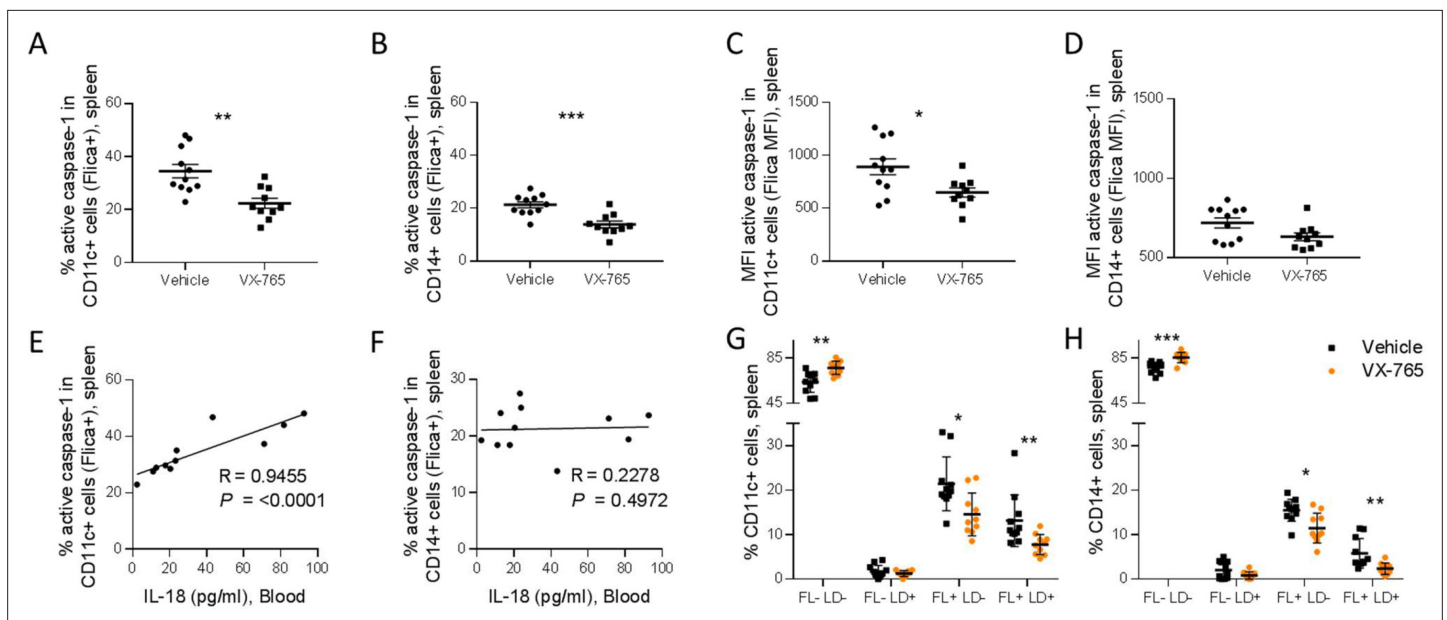 A
% active caspase-1 in
CD11c+ cells (Flica+), spleen
60
40
20
0
**
Vehicle
VX-765
B
% active caspase-1 in
CD14+ cells (Flica+), spleen
60
40
20
0
***
Vehicle
VX-765
C
MFI active caspase-1 in
CD11c+ cells (Flica MFI), spleen
1500
1000
500
0
*
Vehicle
VX-765
D
MFI active caspase-1 in
CD14+ cells (Flica MFI), spleen
1500
1000
500
Vehicle
VX-765
E
% active caspase-1 in
CD11c+ cells (Flica+), spleen
60
40
20
0
R = 0.9455
P = <0.0001
0 20 40 60 80 100
IL-18 (pg/ml), Blood
F
% active caspase-1 in
CD14+ cells (Flica+), spleen
30
20
10
0
R = 0.2278
P = 0.4972
0 20 40 60 80 100
IL-18 (pg/ml), Blood
G
% CD11c+ cells, spleen
85
45
30
20
10
0
**
*
**
FL- LD-
FL- LD+
FL+ LD-
FL+ LD+
H
% CD14+ cells, spleen
85
45
30
20
10
0
***
*
**
FL- LD-
FL- LD+
FL+ LD-
FL+ LD+
Vehicle
VX-765